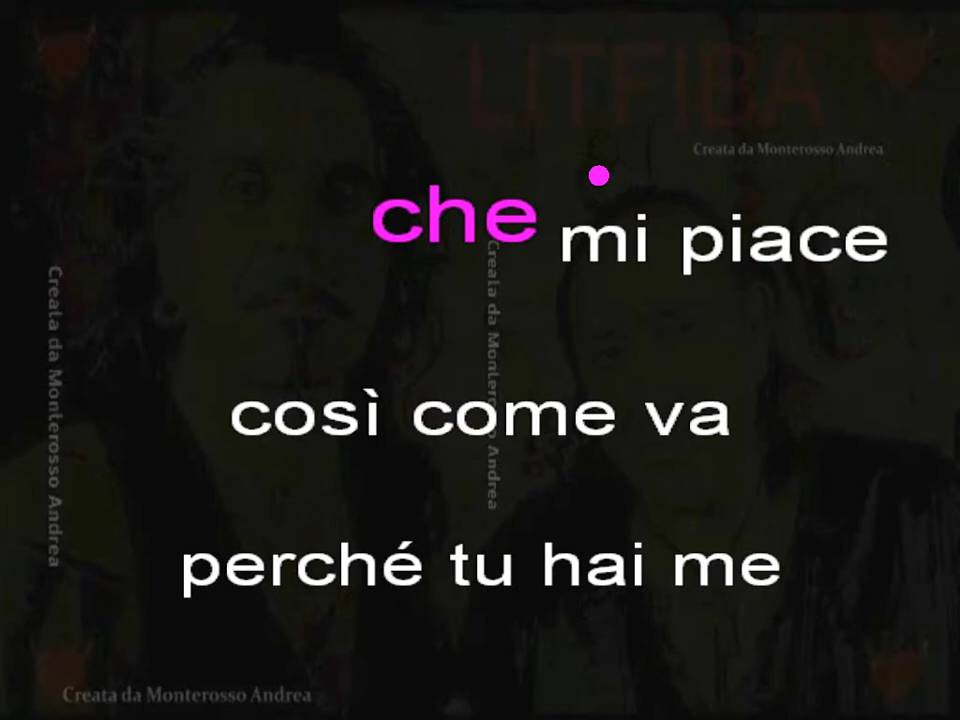 LITFIBA
Creata da Monterosso Andrea
che mi piace
Creata da Monterosso Andrea
Creata da Monterosso Andrea
così come va
perché tu hai me
Creata da Monterosso Andrea